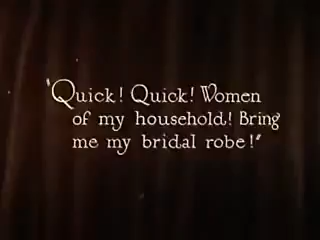 "Quick! Quick! Women
of my household! Bring
me my bridal robe!"